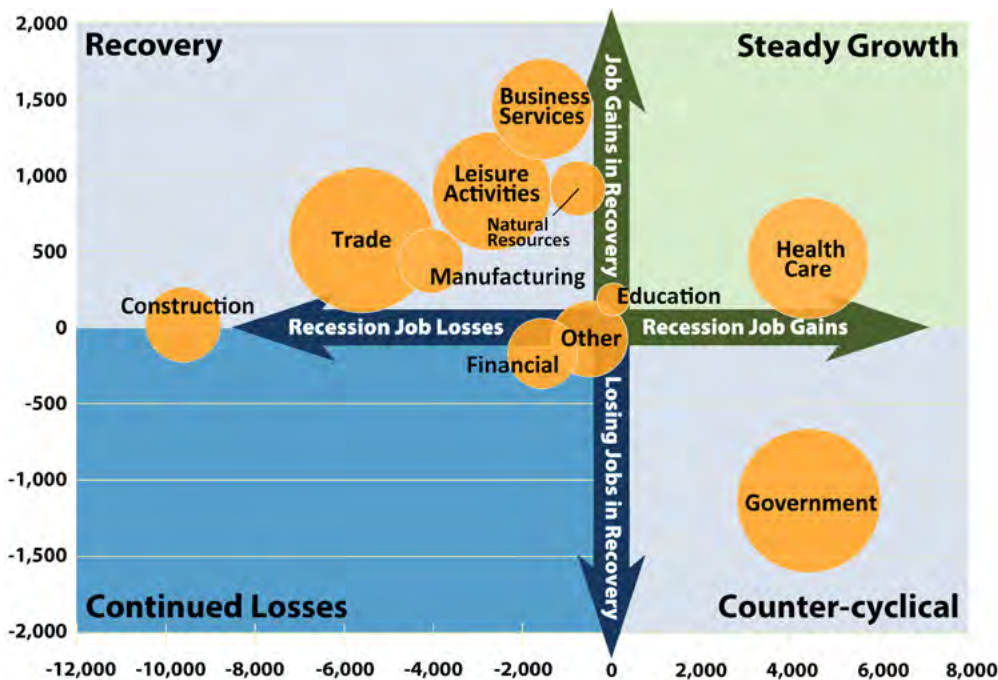 2,000
Recovery
Steady Growth
1,500
Business
Services
Job Gains in Recovery
1,000
Leisure
Activities
Natural
Resources
500
Trade
Manufacturing
Health
Care
Construction
Education
0
Recession Job Losses
Other
Recession Job Gains
Financial
-500
Losing Jobs in Recovery
-1,000
Government
-1,500
Continued Losses
Counter-cyclical
-2,000
-12,000 -10,000 -8,000 -6,000 -4,000 -2,000 0 2,000 4,000 6,000 8,000